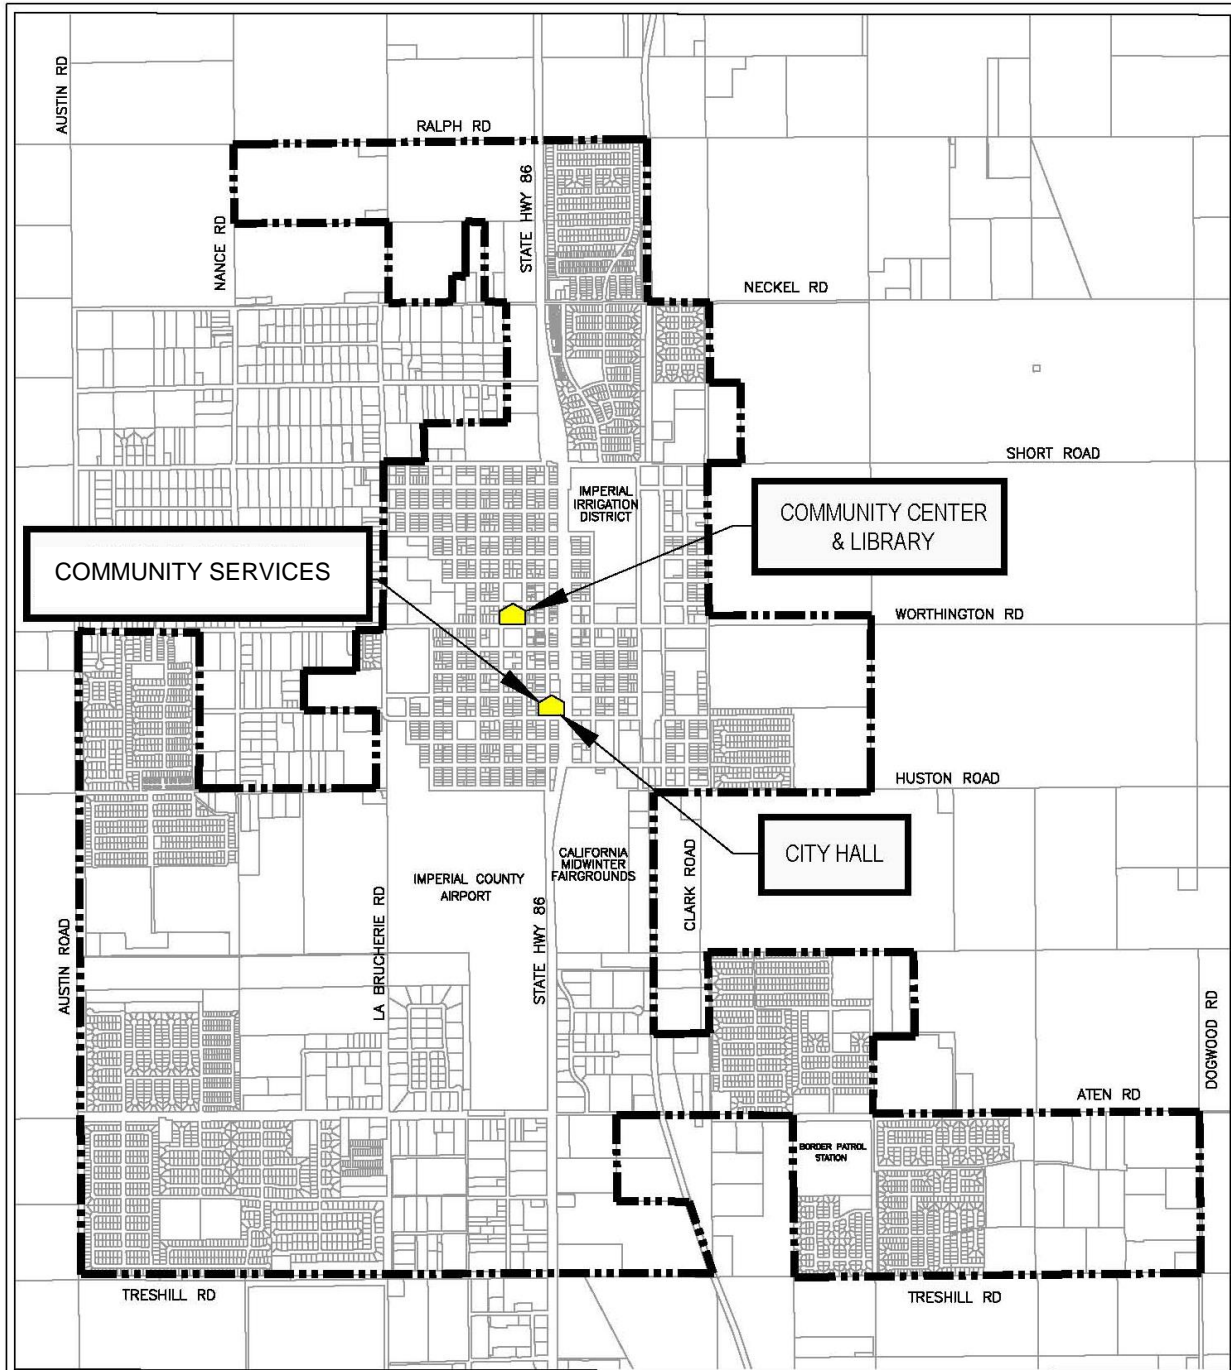 AUSTIN RD
RALPH RD
STATE HWY 86
NANCE RD
NECKEL RD
SHORT ROAD
IMPERIAL
IRRIGATION
DISTRICT
COMMUNITY CENTER
& LIBRARY
COMMUNITY SERVICES
WORTHINGTON RD
HUSTON ROAD
CITY HALL
CALIFORNIA
MIDWINTER
FAIRGROUNDS
CLARK ROAD
IMPERIAL COUNTY
AIRPORT
LA BRUCHERIE RD
STATE HWY 86
AUSTIN ROAD
DOGWOOD RD
ATEN RD
BORDER PATROL
STATION
TRESHILL RD
TRESHILL RD